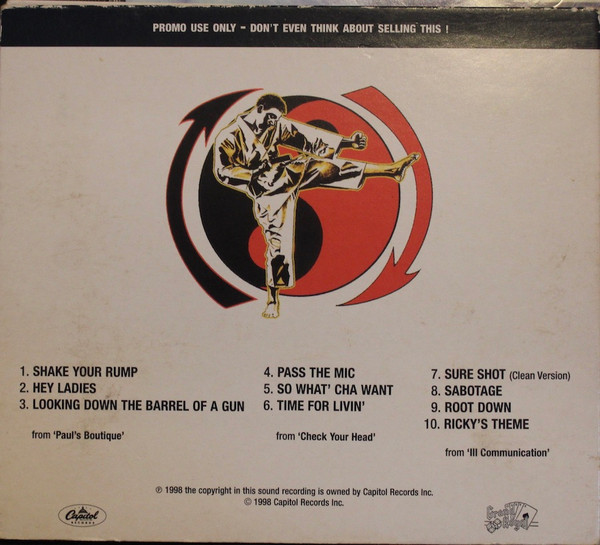 PROMO USE ONLY – DON'T EVEN THINK ABOUT SELLING THIS !
1. SHAKE YOUR RUMP
2. HEY LADIES
3. LOOKING DOWN THE BARREL OF A GUN
from 'Paul's Boutique'
4. PASS THE MIC
5. SO WHAT' CHA WANT
6. TIME FOR LIVIN'
from 'Check Your Head'
7. SURE SHOT (Clean Version)
8. SABOTAGE
9. ROOT DOWN
10. RICKY'S THEME
from 'Ill Communication'
℗ 1998 the copyright in this sound recording is owned by Capitol Records Inc.
© 1998 Capitol Records Inc.
Capitol
RECORDS
Grand
Royal